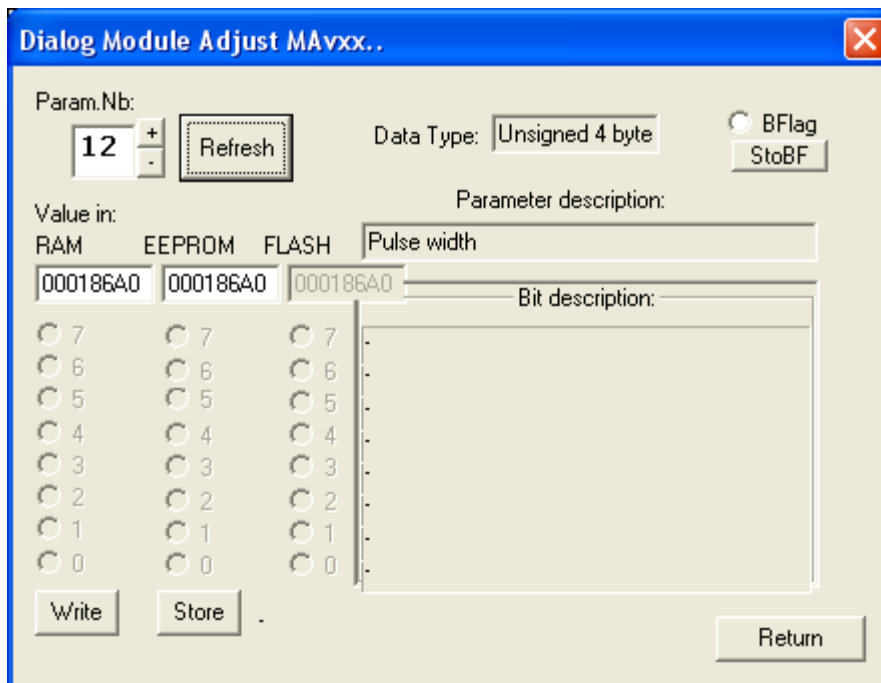 Dialog Module Adjust MAvxx..
Param.Nb:
12 + - Refresh Data Type: Unsigned 4 byte BFlag
StoBF
Value in: Parameter description:
RAM EEPROM FLASH Pulse width
000186A0 000186A0 000186A0
Bit description:
7 7 7 -
6 6 6 -
5 5 5 -
4 4 4 -
3 3 3 -
2 2 2 -
1 1 1 -
0 0 0 -
Write Store .
Return